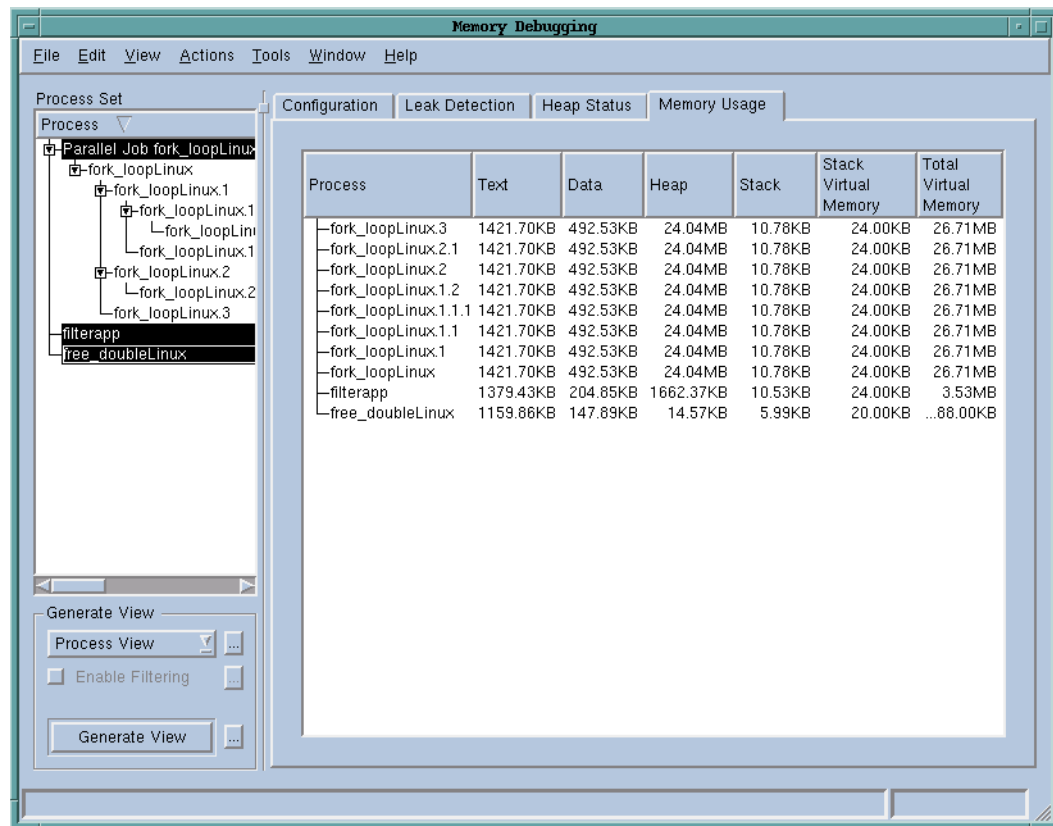 Memory Debugging
File Edit View Actions Tools Window Help
Process Set
Process
Parallel Job fork_loopLinux
fork_loopLinux
fork_loopLinux.1
fork_loopLinux.1
fork_loopLinu
fork_loopLinux.1
fork_loopLinux.2
fork_loopLinux.2
fork_loopLinux.3
filterapp
free_doubleLinux
Generate View
Process View ...
Enable Filtering ...
Generate View ...
Configuration Leak Detection Heap Status Memory Usage
Process Text Data Heap Stack Stack Virtual Memory Total Virtual Memory
fork_loopLinux.3 1421.70KB 492.53KB 24.04MB 10.78KB 24.00KB 26.71MB
fork_loopLinux.2.1 1421.70KB 492.53KB 24.04MB 10.78KB 24.00KB 26.71MB
fork_loopLinux.2 1421.70KB 492.53KB 24.04MB 10.78KB 24.00KB 26.71MB
fork_loopLinux.1.2 1421.70KB 492.53KB 24.04MB 10.78KB 24.00KB 26.71MB
fork_loopLinux.1.1.1 1421.70KB 492.53KB 24.04MB 10.78KB 24.00KB 26.71MB
fork_loopLinux.1.1 1421.70KB 492.53KB 24.04MB 10.78KB 24.00KB 26.71MB
fork_loopLinux.1 1421.70KB 492.53KB 24.04MB 10.78KB 24.00KB 26.71MB
fork_loopLinux 1421.70KB 492.53KB 24.04MB 10.78KB 24.00KB 26.71MB
filterapp 1379.43KB 204.85KB 1662.37KB 10.53KB 24.00KB 3.53MB
free_doubleLinux 1159.86KB 147.89KB 14.57KB 5.99KB 20.00KB ...88.00KB